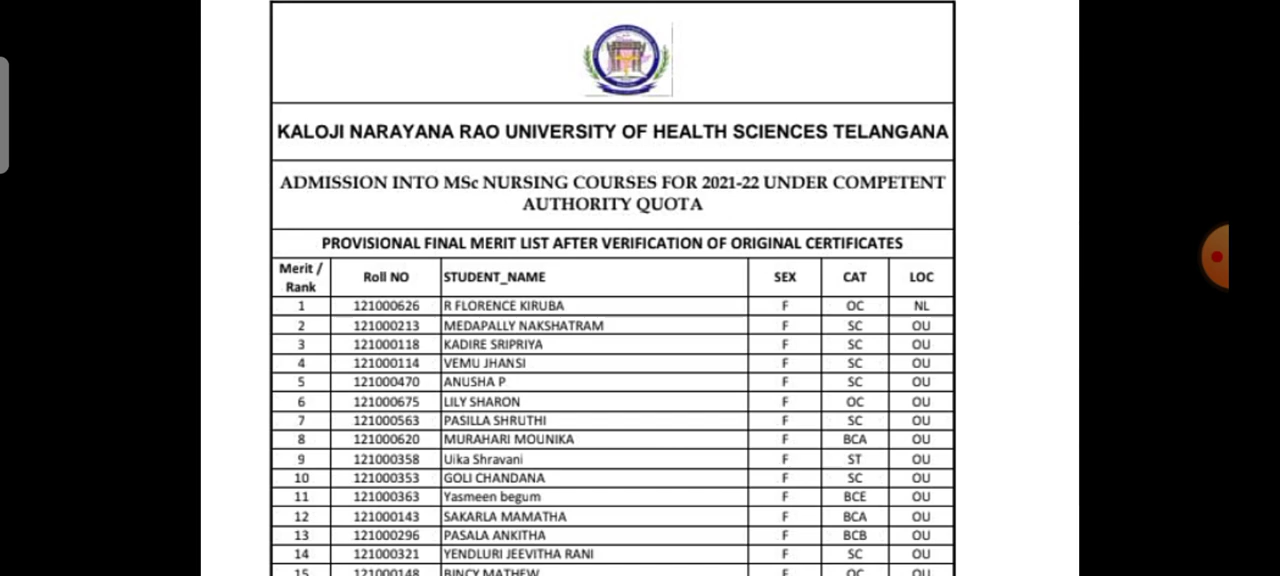 KALOJI NARAYANA RAO UNIVERSITY OF HEALTH SCIENCES TELANGANA
ADMISSION INTO MSc NURSING COURSES FOR 2021-22 UNDER COMPETENT
AUTHORITY QUOTA
PROVISIONAL FINAL MERIT LIST AFTER VERIFICATION OF ORIGINAL CERTIFICATES
Merit / Rank Roll NO STUDENT_NAME SEX CAT LOC
1 121000626 R FLORENCE KIRUBA F OC NL
2 121000213 MEDAPALLY NAKSHATRAM F SC OU
3 121000118 KADIRE SRIPRIYA F SC OU
4 121000114 VEMU JHANSI F SC OU
5 121000470 ANUSHA P F SC OU
6 121000675 LILY SHARON F OC OU
7 121000563 PASILLA SHRUTHI F SC OU
8 121000620 MURAHARI MOUNIKA F BCA OU
9 121000358 Uika Shravani F ST OU
10 121000353 GOLI CHANDANA F SC OU
11 121000363 Yasmeen begum F BCE OU
12 121000143 SAKARLA MAMATHA F BCA OU
13 121000296 PASALA ANKITHA F BCB OU
14 121000321 YENDLURI JEEVITHA RANI F SC OU
15 121000148 BINCY MATHEW F OC OU